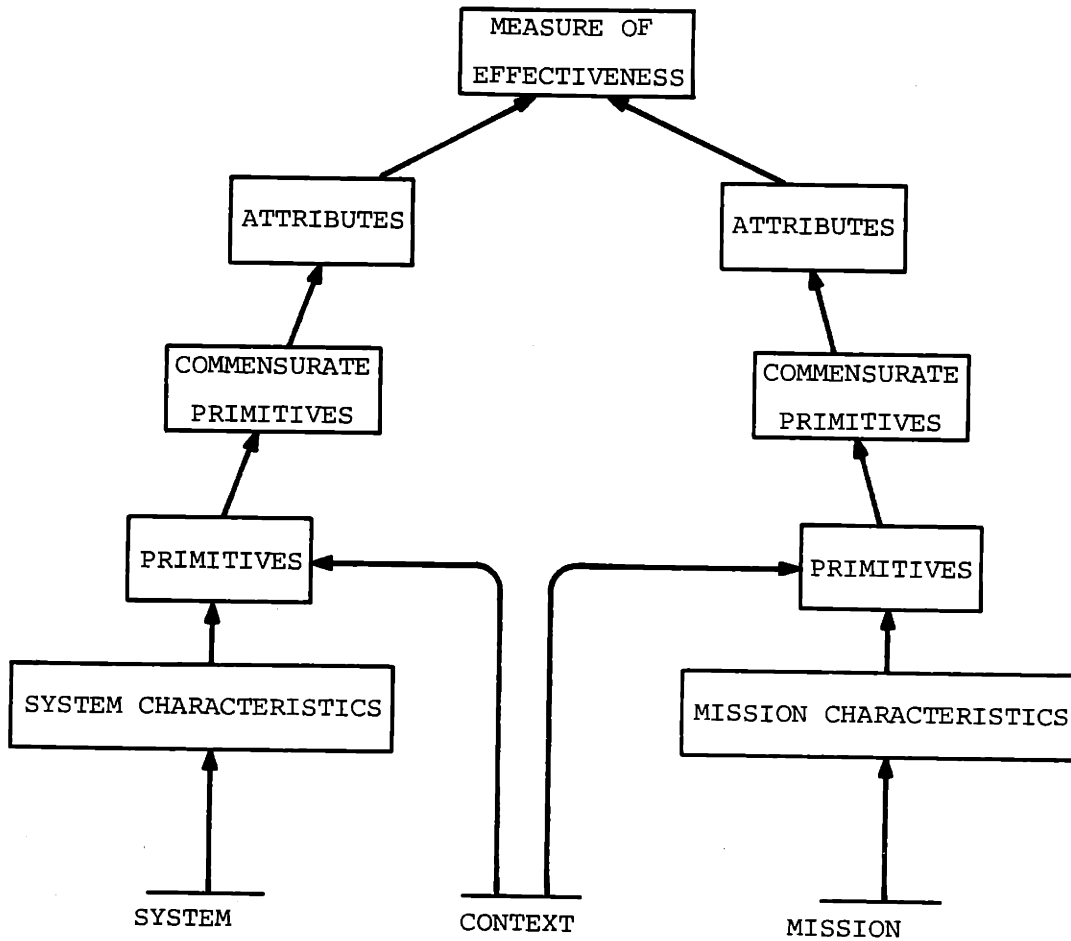 MEASURE OF
EFFECTIVENESS
ATTRIBUTES
ATTRIBUTES
COMMENSURATE
PRIMITIVES
COMMENSURATE
PRIMITIVES
PRIMITIVES
PRIMITIVES
SYSTEM CHARACTERISTICS
MISSION CHARACTERISTICS
SYSTEM
CONTEXT
MISSION